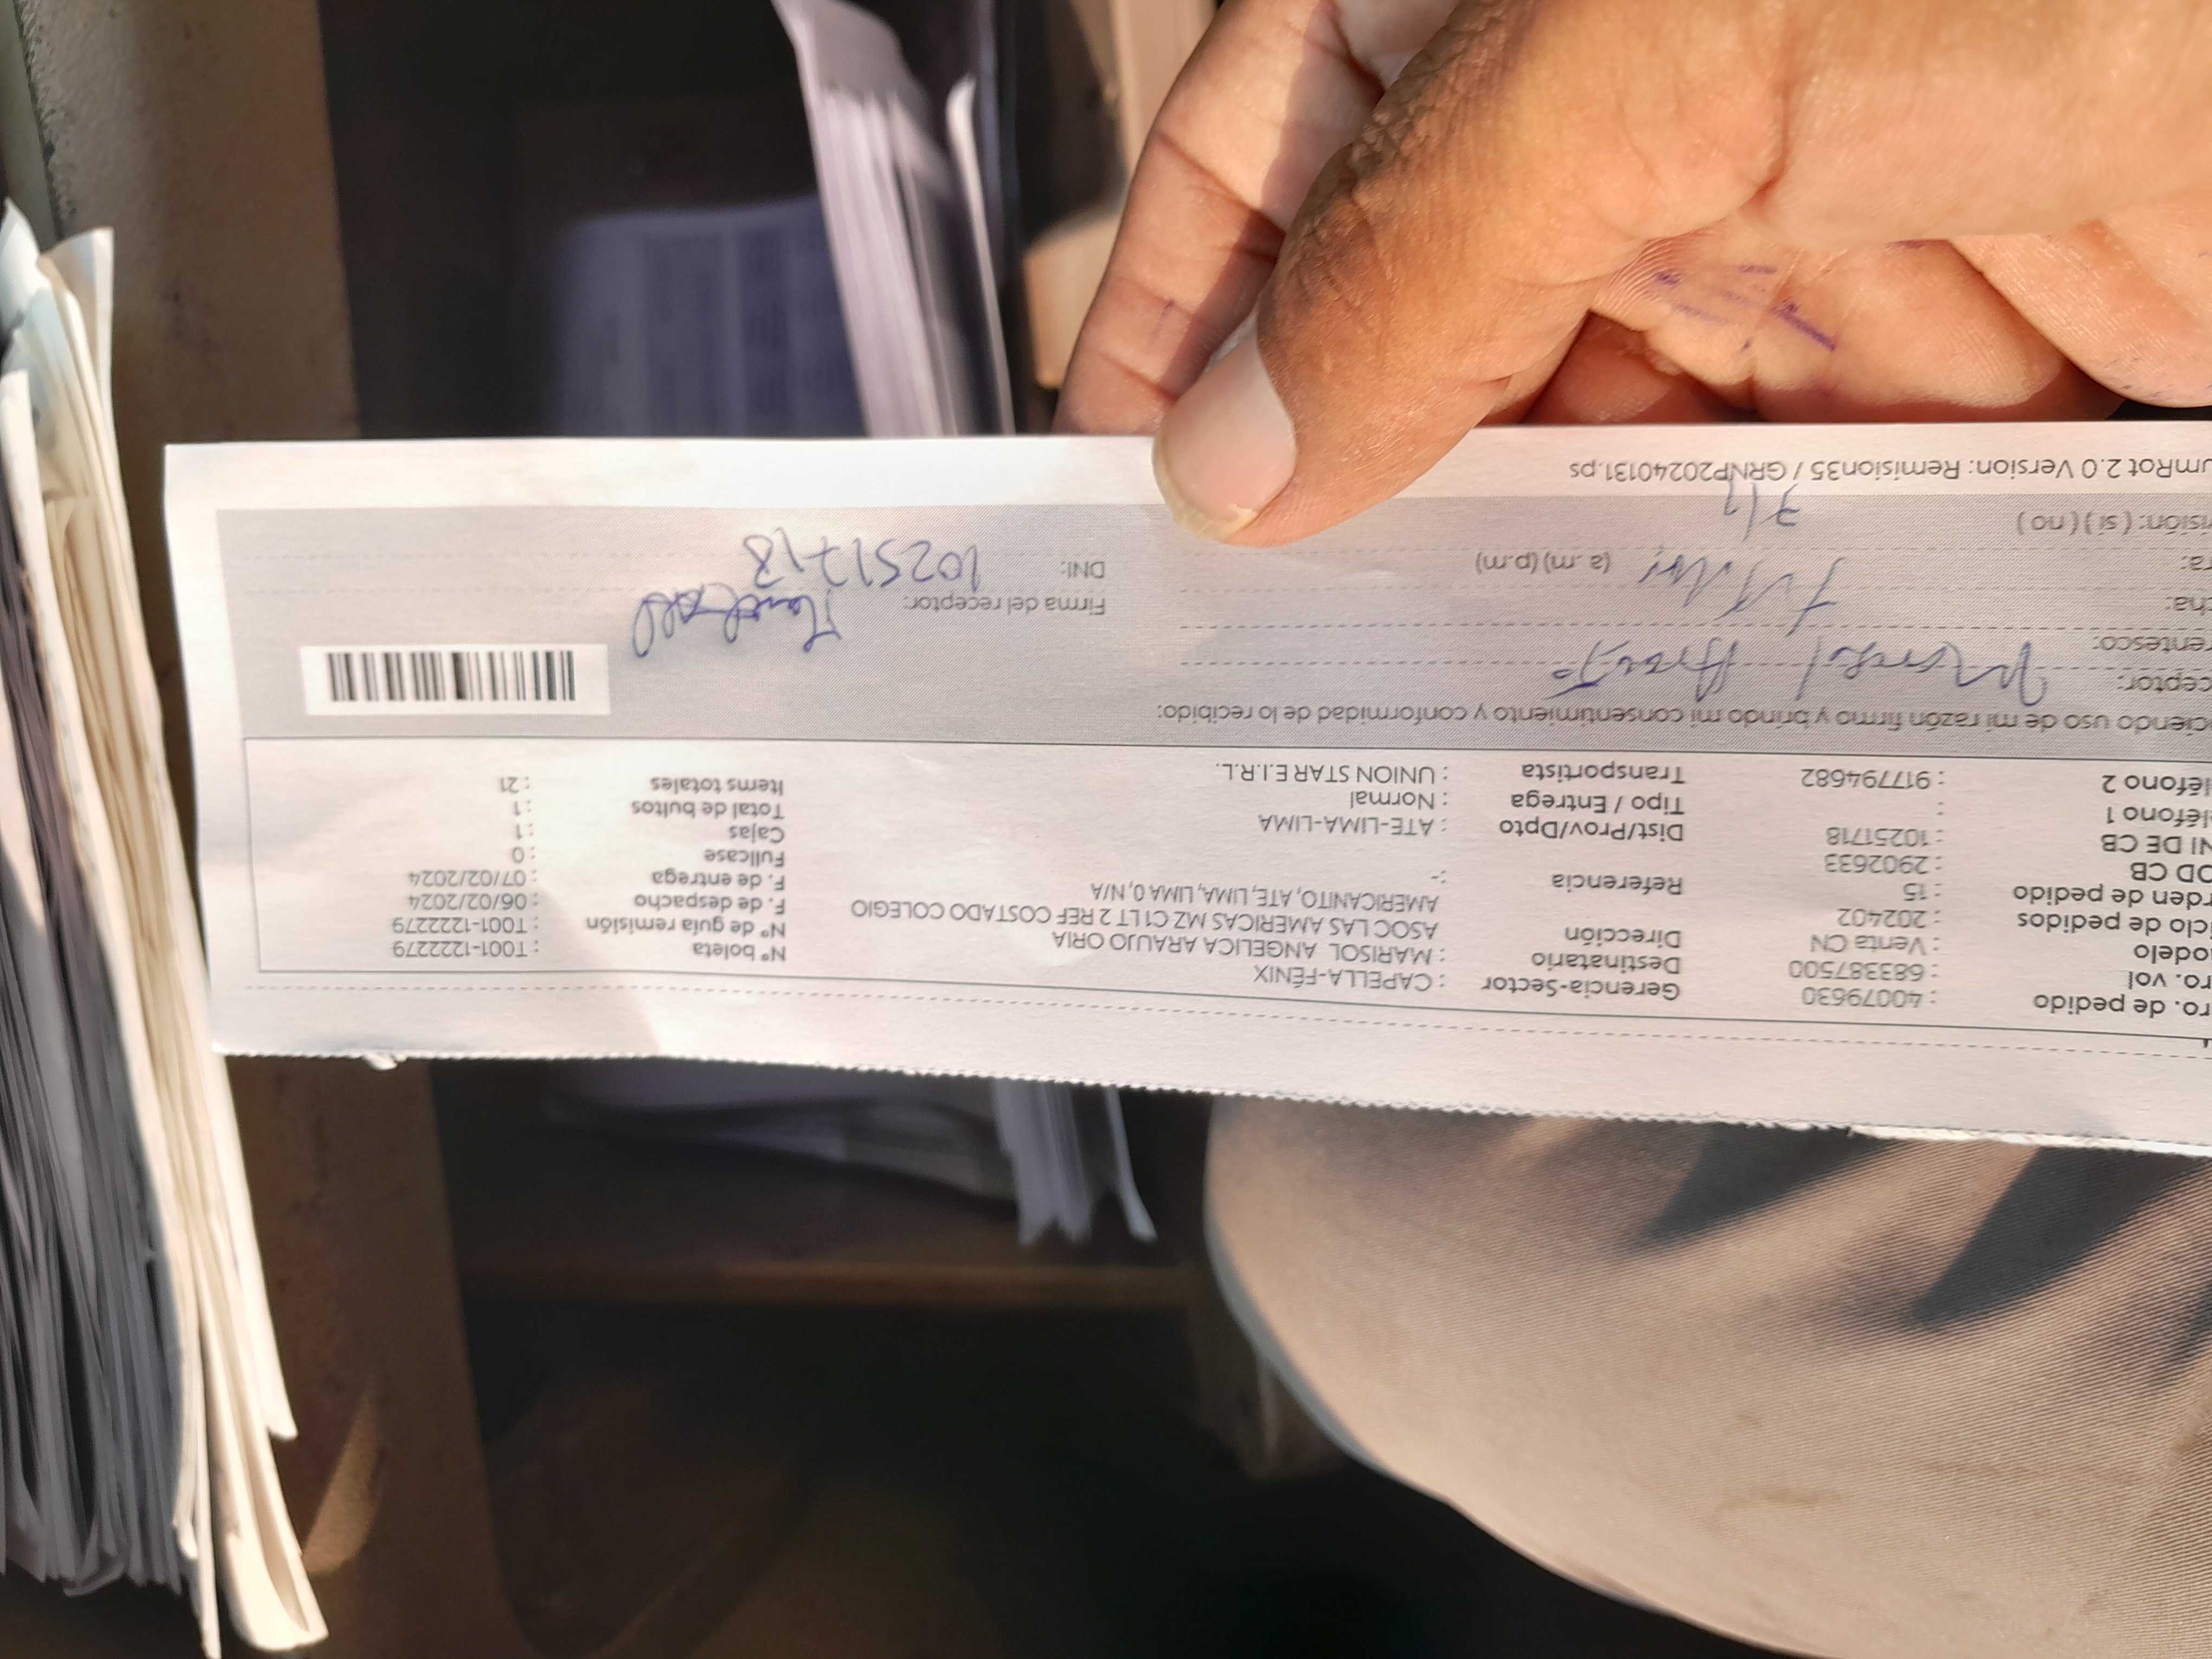 ro. de pedido : 40079630 Gerencia-Sector : CAPELLA-FÉNIX
ro. vol : 683387500 Destinatario : MARISOL ANGELICA ARAUJO ORIA Nº boleta : T001-1222279
odelo : Venta CN Dirección ASOC LAS AMERICAS MZ C1 LT 2 REF COSTADO COLEGIO Nº de guía remisión : T001-1222279
iclo de pedidos : 202402 AMERICANITO, ATE, LIMA, LIMA 0, N/A F. de despacho : 06/02/2024
rden de pedido : 15 Referencia :- F. de entrega : 07/02/2024
OD CB : 2902633 Fullcase : 0
NI DE CB : 10251718 Dist/Prov/Dpto : ATE-LIMA-LIMA Cajas : 1
léfono 1 : Tipo / Entrega : Normal Total de bultos : 1
léfono 2 : 917794682 Transportista : UNION STAR E.I.R.L. Items totales : 21
ciendo uso de mi razón firmo y brindo mi consentimiento y conformidad de lo recibido:
ceptor:
rentesco:
cha: Firma del receptor:
ra: (a .m) (p.m) DNI: 10251718
isión: ( si ) ( no )
umRot 2.0 Version: Remision35 / GRNP20240131.ps